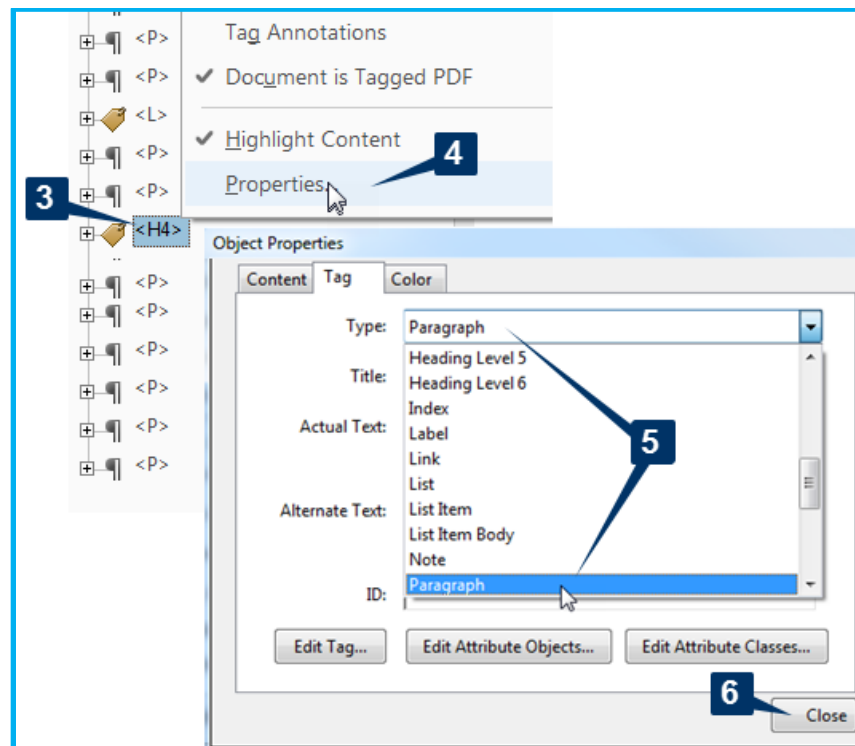 <P>
Tag Annotations
<P>
✓ Document is Tagged PDF
<L>
<P>
✓ Highlight Content
4
<P>
Properties...
3
<H4>
Object Properties
<P>
Content Tag Color
<P>
Type: Paragraph
<P>
Heading Level 5
Title:
Heading Level 6
<P>
Index
Actual Text:
Label
<P>
Link
5
List
<P>
Alternate Text:
List Item
List Item Body
Note
Paragraph
ID:
Edit Tag... Edit Attribute Objects... Edit Attribute Classes...
6
Close